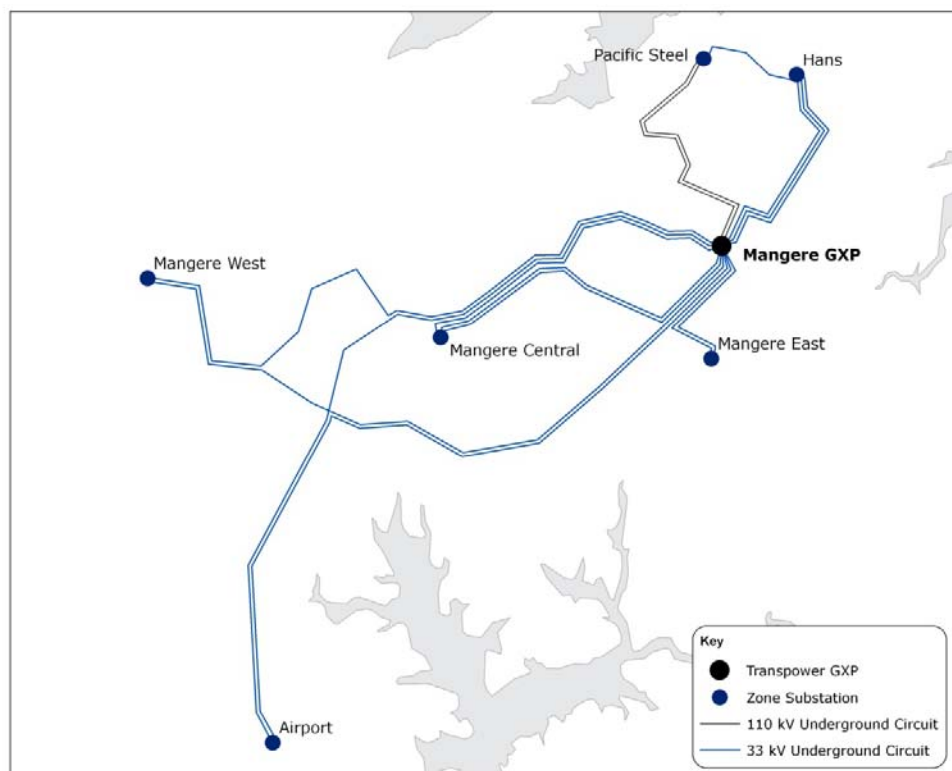 Pacific Steel
Hans
Mangere GXP
Mangere West
Mangere Central
Mangere East
Airport
Key
Transpower GXP
Zone Substation
110 kV Underground Circuit
33 kV Underground Circuit